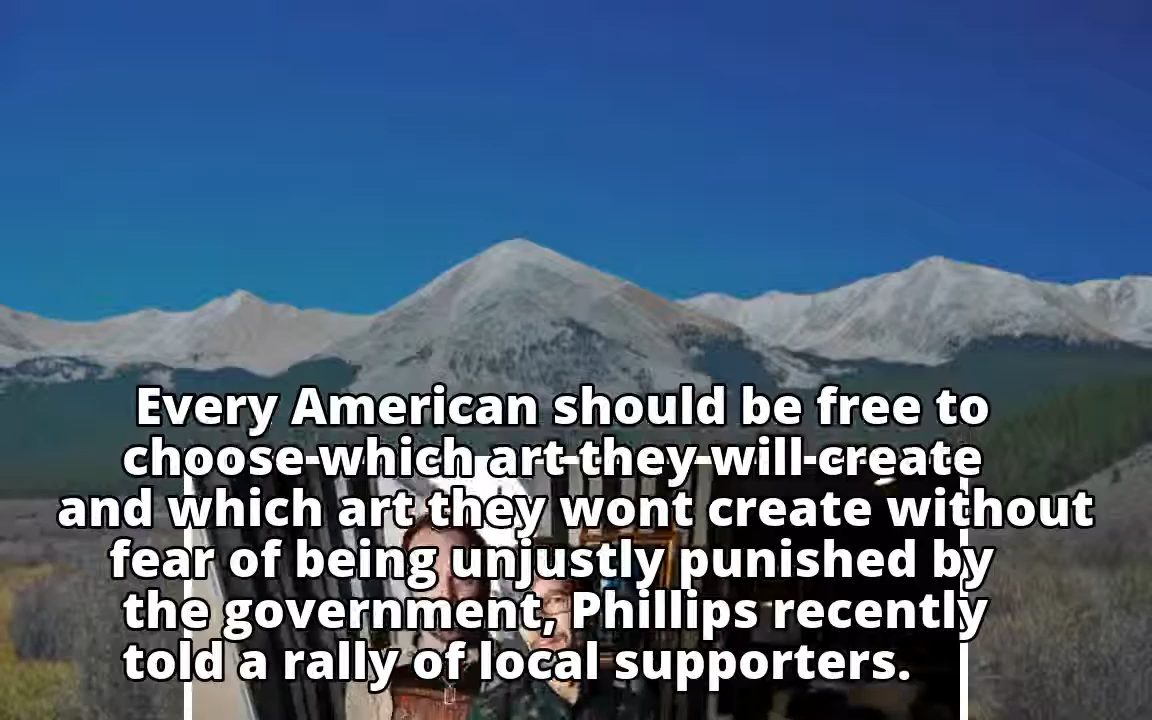 Every American should be free to
choose which art they will create
and which art they wont create without
fear of being unjustly punished by
the government, Phillips recently
told a rally of local supporters.